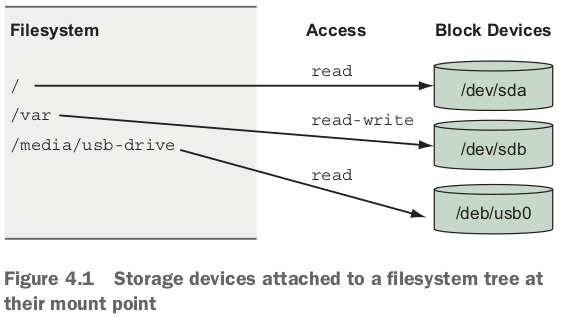 Filesystem Access Block Devices
/ read /dev/sda
/var read-write /dev/sdb
/media/usb-drive read /deb/usb0
Figure 4.1 Storage devices attached to a filesystem tree at
their mount point